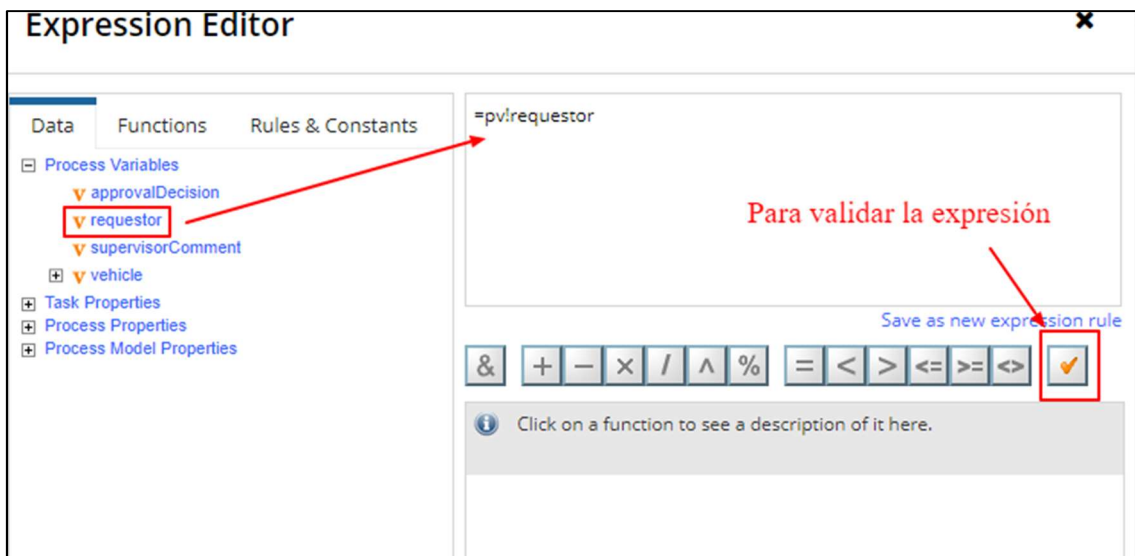 Expression Editor
Data Functions Rules & Constants
Process Variables
approvalDecision
requestor
supervisorComment
vehicle
Task Properties
Process Properties
Process Model Properties
=pv!requestor
Para validar la expresión
Save as new expression rule
& + − × / ^ % = < > <= >= <>
Click on a function to see a description of it here.